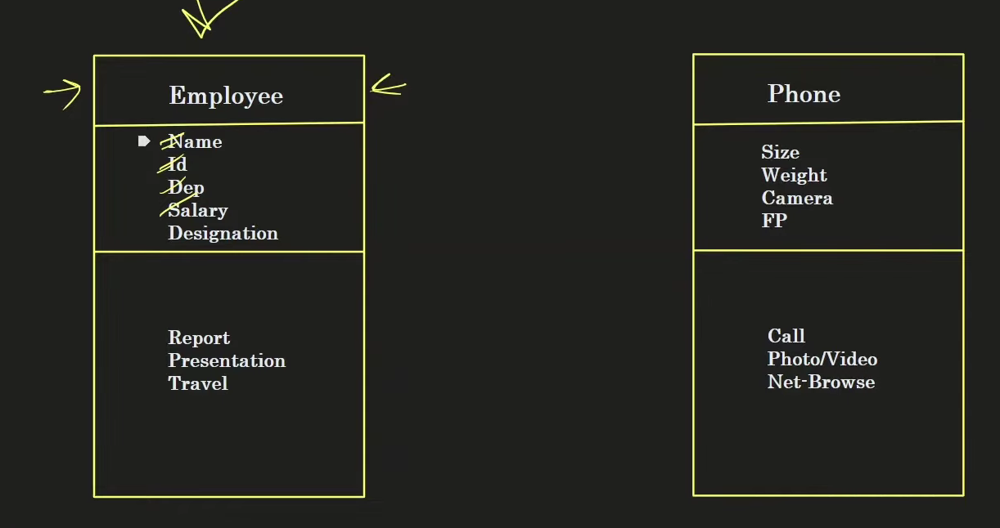 Employee
Name
Id
Dep
Salary
Designation
Report
Presentation
Travel
Phone
Size
Weight
Camera
FP
Call
Photo/Video
Net-Browse